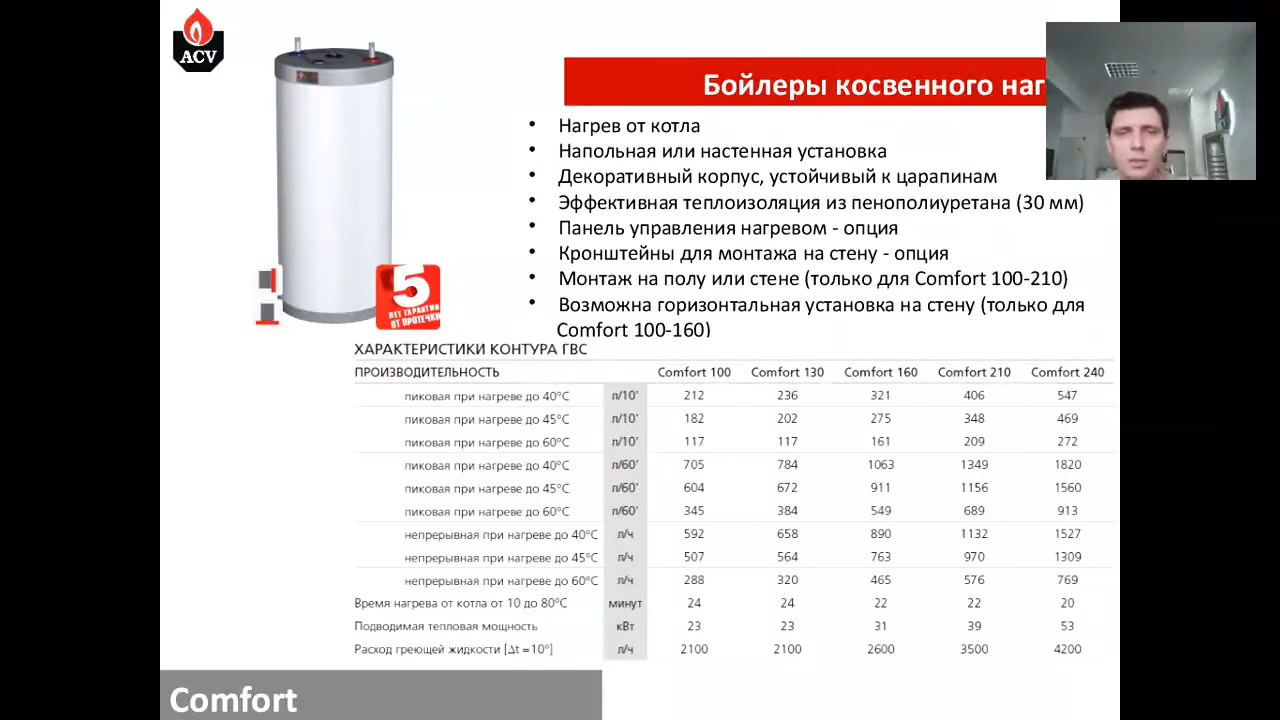 ACV
Бойлеры косвенного наг
• Нагрев от котла
• Напольная или настенная установка
• Декоративный корпус, устойчивый к царапинам
• Эффективная теплоизоляция из пенополиуретана (30 мм)
• Панель управления нагревом - опция
• Кронштейны для монтажа на стену - опция
• Монтаж на полу или стене (только для Comfort 100-210)
• Возможна горизонтальная установка на стену (только для
Comfort 100-160)
5
ЛЕТ ГАРАНТИИ
ОТ ПРОТЕЧКИ
ХАРАКТЕРИСТИКИ КОНТУРА ГВС
ПРОИЗВОДИТЕЛЬНОСТЬ Comfort 100 Comfort 130 Comfort 160 Comfort 210 Comfort 240
пиковая при нагреве до 40°C л/10' 212 236 321 406 547
пиковая при нагреве до 45°C л/10' 182 202 275 348 469
пиковая при нагреве до 60°C л/10' 117 117 161 209 272
пиковая при нагреве до 40°C л/60' 705 784 1063 1349 1820
пиковая при нагреве до 45°C л/60' 604 672 911 1156 1560
пиковая при нагреве до 60°C л/60' 345 384 549 689 913
непрерывная при нагреве до 40°C л/ч 592 658 890 1132 1527
непрерывная при нагреве до 45°C л/ч 507 564 763 970 1309
непрерывная при нагреве до 60°C л/ч 288 320 465 576 769
Время нагрева от котла от 10 до 80°C минут 24 24 22 22 20
Подводимая тепловая мощность кВт 23 23 31 39 53
Расход греющей жидкости [Δt = 10°] л/ч 2100 2100 2600 3500 4200
Comfort